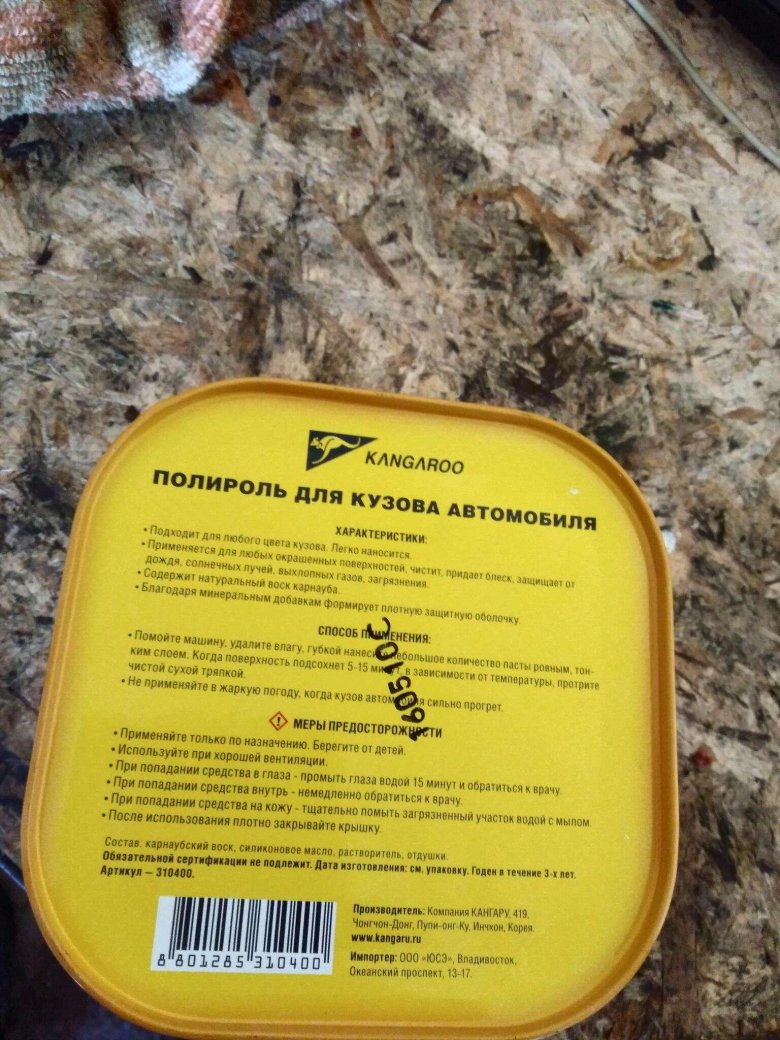 KANGAROO
ПОЛИРОЛЬ ДЛЯ КУЗОВА АВТОМОБИЛЯ
ХАРАКТЕРИСТИКИ:
• Подходит для любого цвета кузова. Легко наносится.
• Применяется для любых окрашенных поверхностей, чистит, придает блеск, защищает от
дождя, солнечных лучей, выхлопных газов, загрязнения.
• Содержит натуральный воск карнауба.
• Благодаря минеральным добавкам формирует плотную защитную оболочку.
СПОСОБ ПРИМЕНЕНИЯ:
• Помойте машину, удалите влагу, губкой нанесите небольшое количество пасты ровным, тон-
ким слоем. Когда поверхность подсохнет 5-15 минут, в зависимости от температуры, протрите
чистой сухой тряпкой.
• Не применяйте в жаркую погоду, когда кузов автомобиля сильно прогрет.
МЕРЫ ПРЕДОСТОРОЖНОСТИ
• Применяйте только по назначению. Берегите от детей.
• Используйте при хорошей вентиляции.
• При попадании средства в глаза - промыть глаза водой 15 минут и обратиться к врачу.
• При попадании средства внутрь - немедленно обратиться к врачу.
• При попадании средства на кожу - тщательно помыть загрязненный участок водой с мылом.
• После использования плотно закрывайте крышку.
Состав: карнаубский воск, силиконовое масло, растворитель, отдушки.
Обязательной сертификации не подлежит. Дата изготовления: см. упаковку. Годен в течение 3-х лет.
Артикул – 310400.
8 801285 310400
Производитель: Компания КАНГАРУ, 419,
Чонгчон-Донг, Пупи-онг-Ку, Инчхон, Корея.
www.kangaru.ru
Импортер: ООО «ЮСЭ», Владивосток,
Океанский проспект, 13-17.